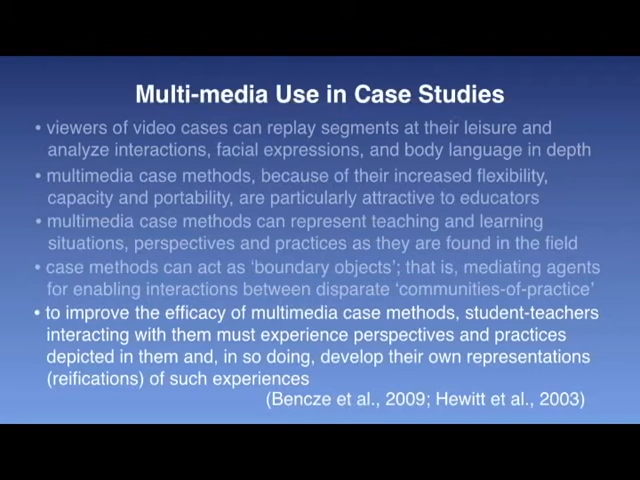 Multi-media Use in Case Studies
• viewers of video cases can replay segments at their leisure and
analyze interactions, facial expressions, and body language in depth
• multimedia case methods, because of their increased flexibility,
capacity and portability, are particularly attractive to educators
• multimedia case methods can represent teaching and learning
situations, perspectives and practices as they are found in the field
• case methods can act as ‘boundary objects’; that is, mediating agents
for enabling interactions between disparate ‘communities-of-practice’
• to improve the efficacy of multimedia case methods, student-teachers
interacting with them must experience perspectives and practices
depicted in them and, in so doing, develop their own representations
(reifications) of such experiences
(Bencze et al., 2009; Hewitt et al., 2003)